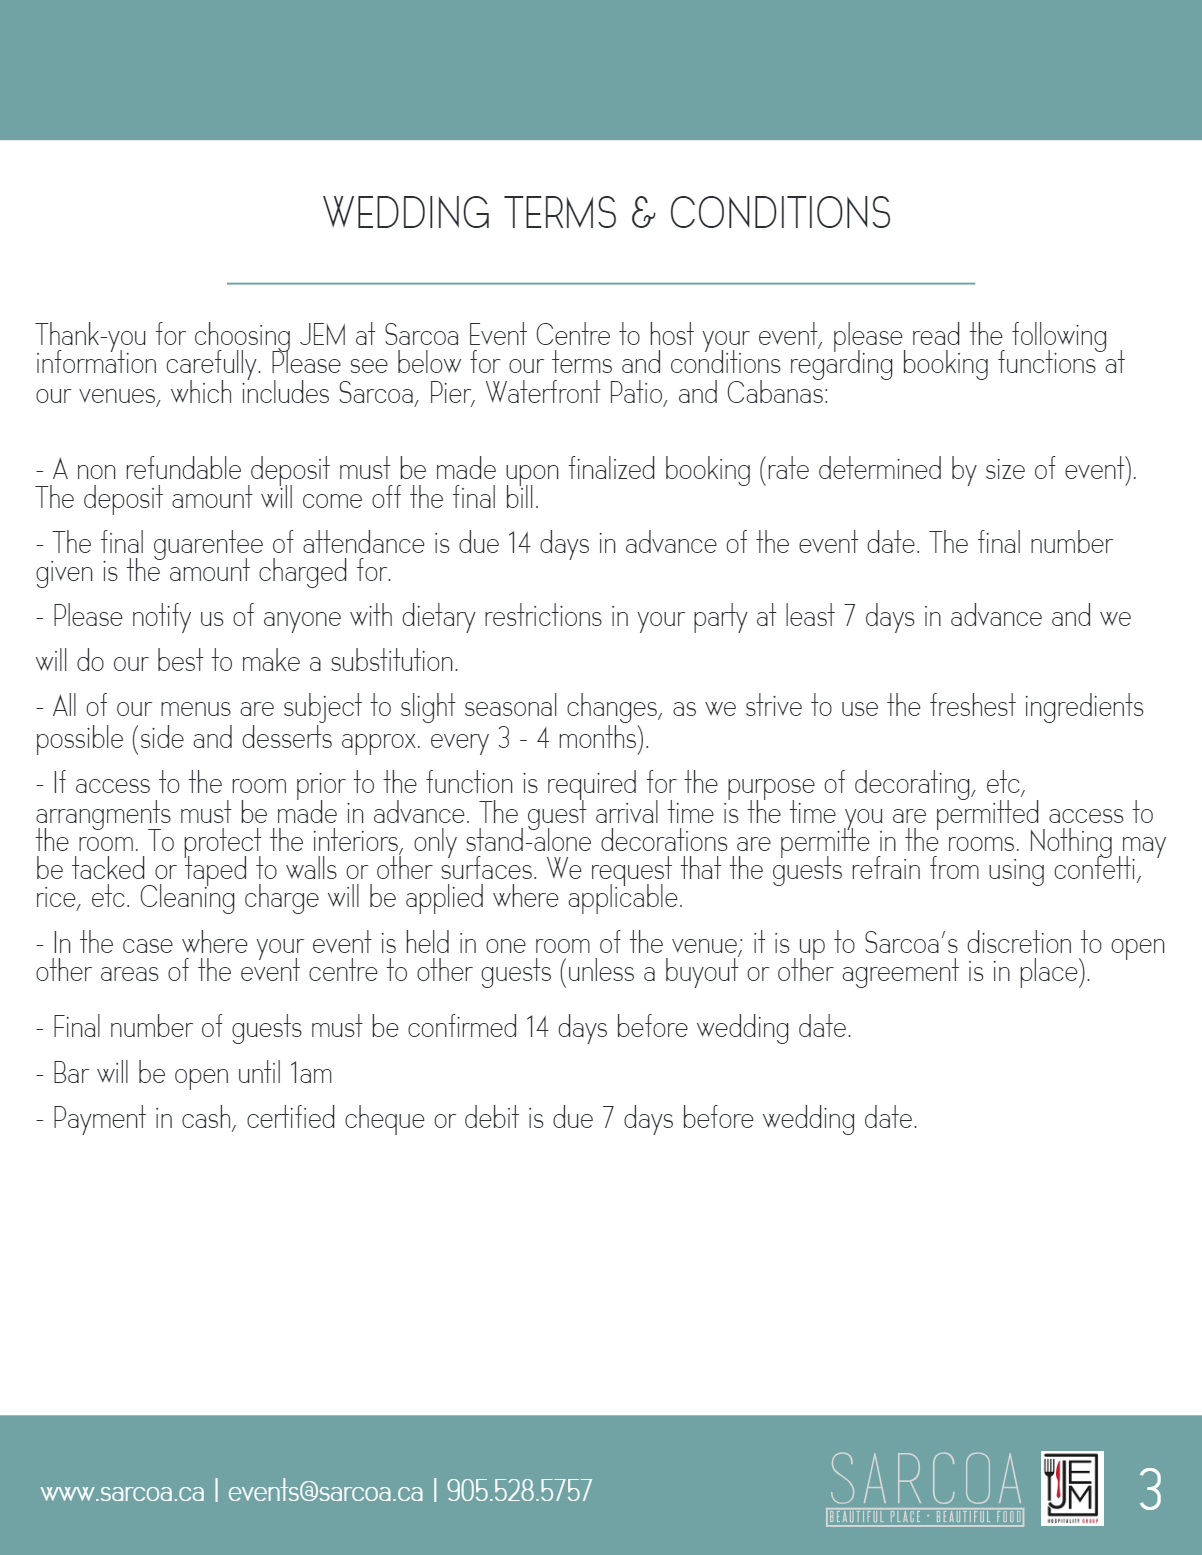 WEDDING TERMS & CONDITIONS
Thank-you for choosing JEM at Sarcoa Event Centre to host your event, please read the following
information carefully. Please see below for our terms and conditions regarding booking functions at
our venues, which includes Sarcoa, Pier, Waterfront Patio, and Cabanas:
- A non refundable deposit must be made upon finalized booking (rate determined by size of event).
The deposit amount will come off the final bill.
- The final guarentee of attendance is due 14 days in advance of the event date. The final number
given is the amount charged for.
- Please notify us of anyone with dietary restrictions in your party at least 7 days in advance and we
will do our best to make a substitution.
- All of our menus are subject to slight seasonal changes, as we strive to use the freshest ingredients
possible (side and desserts approx. every 3 - 4 months).
- If access to the room prior to the function is required for the purpose of decorating, etc,
arrangments must be made in advance. The guest arrival time is the time you are permitted access to
the room. To protect the interiors, only stand-alone decorations are permitte in the rooms. Nothing may
be tacked or taped to walls or other surfaces. We request that the guests refrain from using confetti,
rice, etc. Cleaning charge will be applied where applicable.
- In the case where your event is held in one room of the venue; it is up to Sarcoa's discretion to open
other areas of the event centre to other guests (unless a buyout or other agreement is in place).
- Final number of guests must be confirmed 14 days before wedding date.
- Bar will be open until 1am
- Payment in cash, certified cheque or debit is due 7 days before wedding date.
www.sarcoa.ca | events@sarcoa.ca | 905.528.5757
SARCOA
BEAUTIFUL PLACE • BEAUTIFUL FOOD
JEM
HOSPITALITY GROUP
3